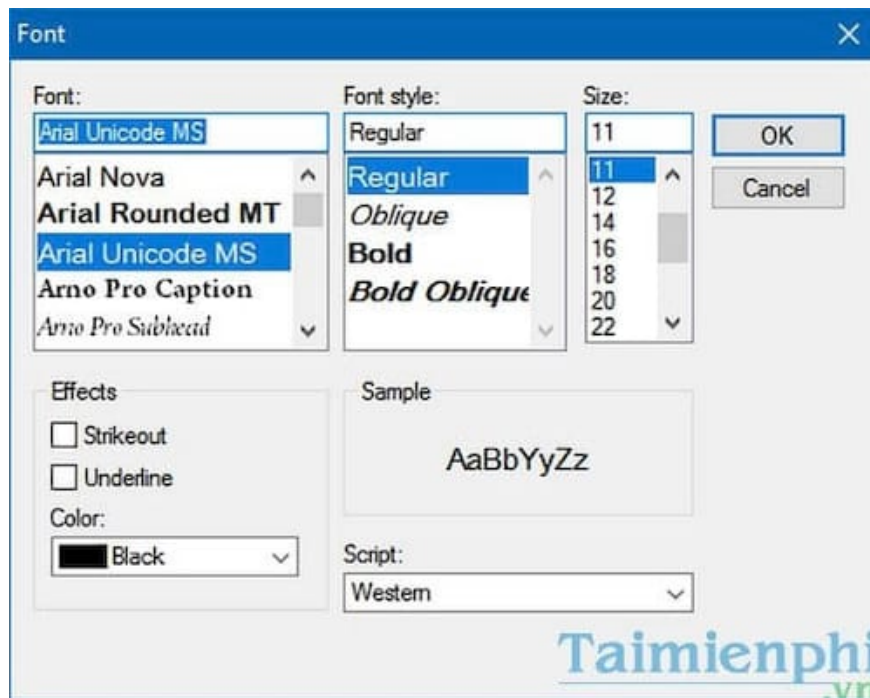 Font
Font:
Arial Unicode MS
Arial Nova
Arial Rounded MT
Arial Unicode MS
Arno Pro Caption
Arno Pro Subhead
Font style:
Regular
Regular
Oblique
Bold
Bold Oblique
Size:
11
11
12
14
16
18
20
22
OK
Cancel
Effects
Strikeout
Underline
Color:
Black
Sample
AaBbYyZz
Script:
Western
Taimienphi
.vn